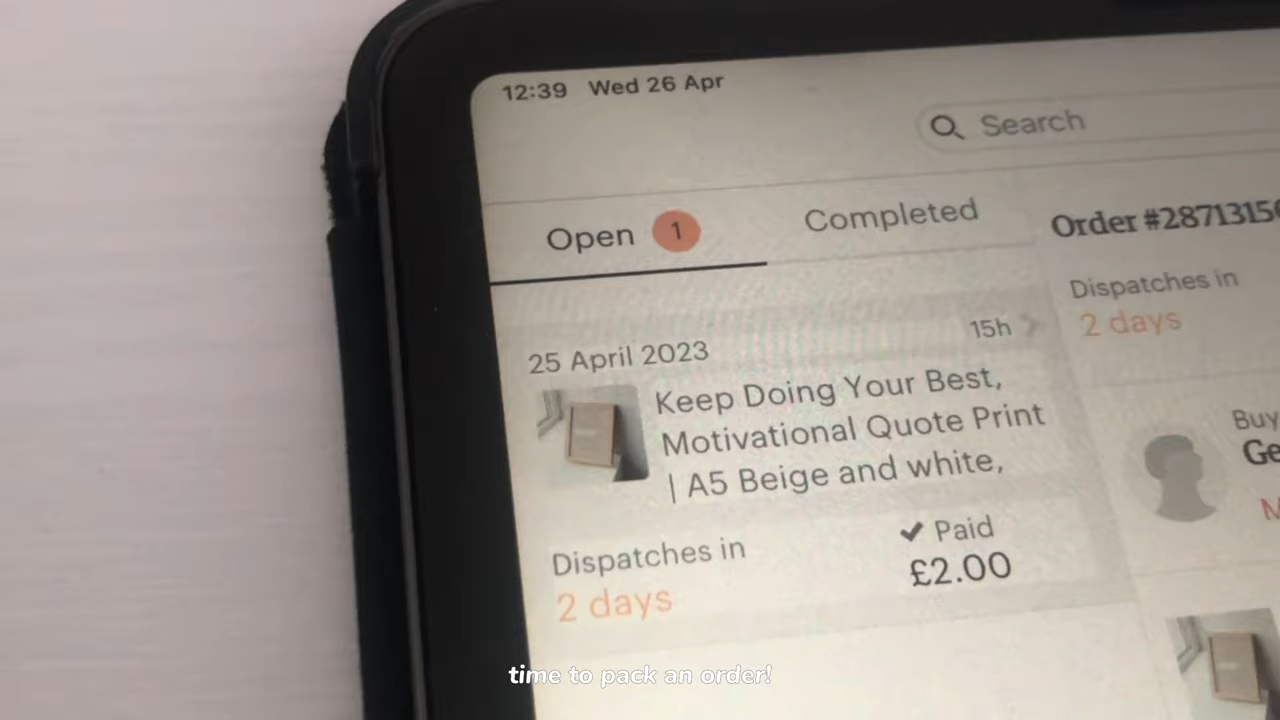 12:39 Wed 26 Apr
Search
Open 1
Completed
Order #2871315
Dispatches in
2 days
15h
25 April 2023
Keep Doing Your Best,
Motivational Quote Print
| A5 Beige and white,
Dispatches in
2 days
✓ Paid
£2.00
Buy
Ge
time to pack an order!